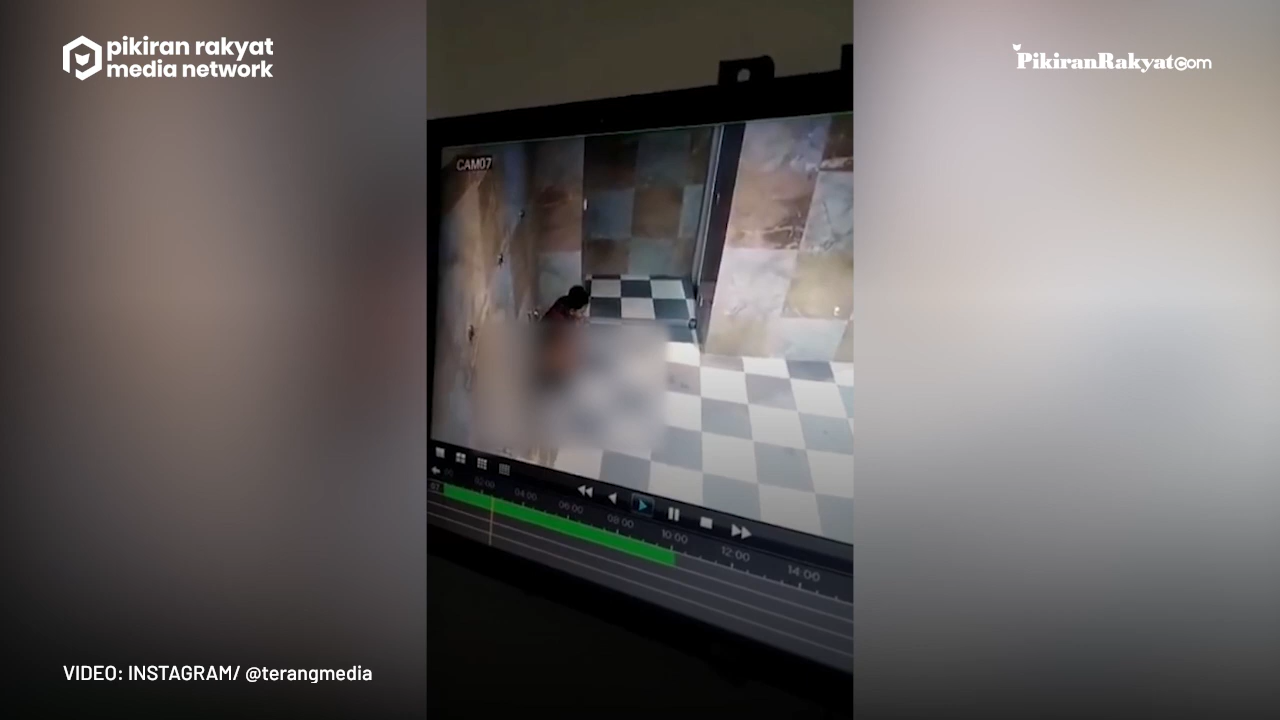 pikiran rakyat
media network
PikiranRakyat.com
CAM07
02:00
04:00
06:00
08:00
10:00
12:00
14:00
VIDEO: INSTAGRAM/ @terangmedia